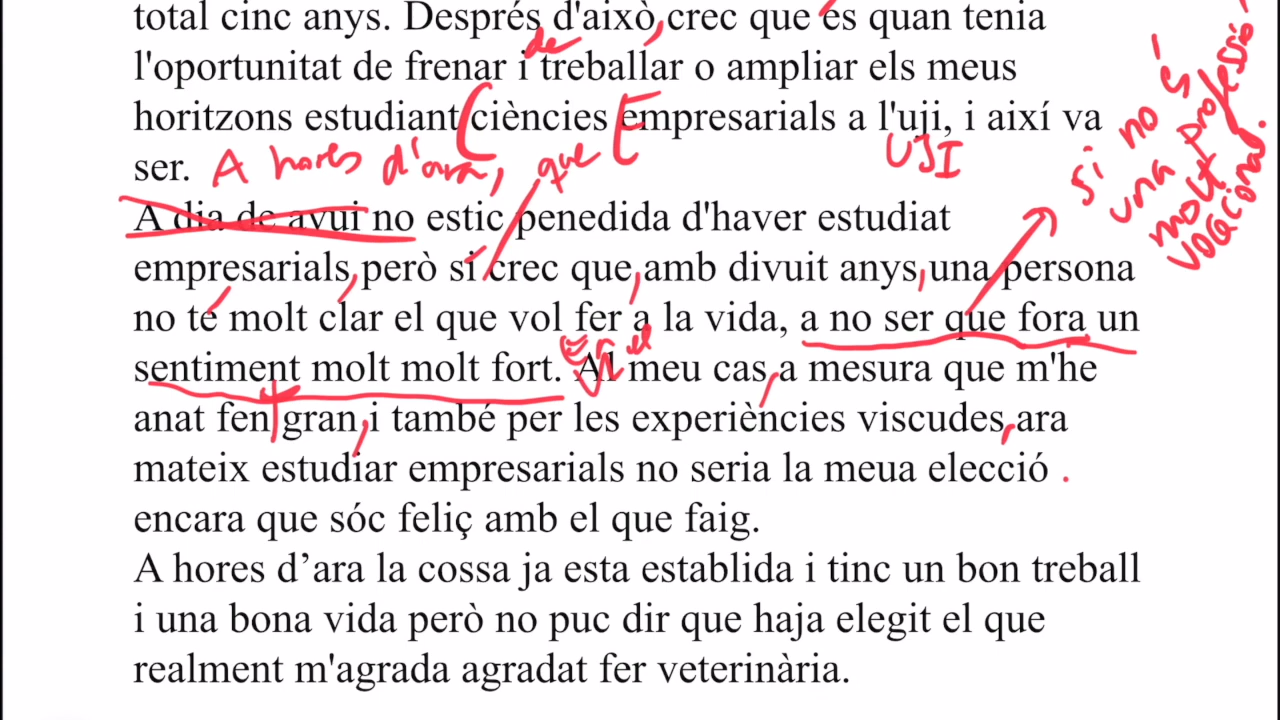 total cinc anys. Després d'això, crec que és quan tenia
de
l'oportunitat de frenar i treballar o ampliar els meus
horitzons estudiant ciències empresarials a l'uji, i així va
C E UJI
ser. A hores d'ara, que
A dia de avui no estic penedida d'haver estudiat
empresarials, però sí crec que, amb divuit anys, una persona
no té molt clar el que vol fer a la vida, a no ser que fora un
si no és
una professió
molt
vocacional.
sentiment molt molt fort. Al meu cas, a mesura que m'he
En el
anat fent gran, i també per les experiències viscudes, ara
mateix estudiar empresarials no seria la meua elecció .
encara que sóc feliç amb el que faig.
A hores d’ara la cossa ja esta establida i tinc un bon treball
i una bona vida però no puc dir que haja elegit el que
realment m'agrada agradat fer veterinària.